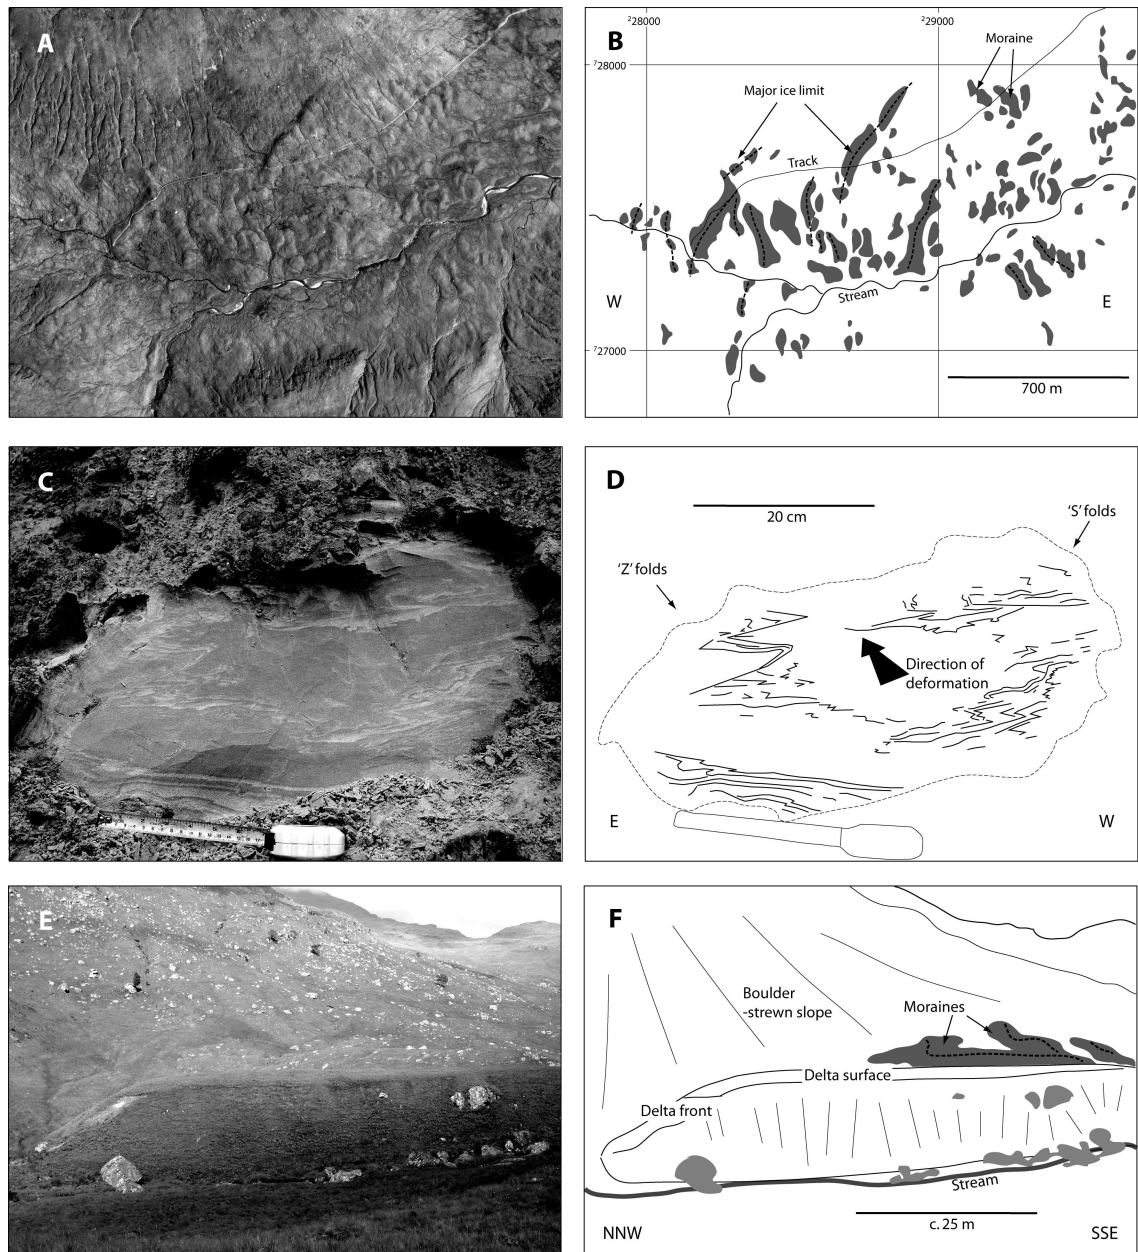 A
B
²28000
²29000
⁷28000
Moraine
Major ice limit
Track
W
Stream
E
⁷27000
700 m
C
D
20 cm
'S' folds
'Z' folds
Direction of
deformation
E
W
E
F
Boulder
-strewn slope
Moraines
Delta surface
Delta front
Stream
c. 25 m
NNW
SSE